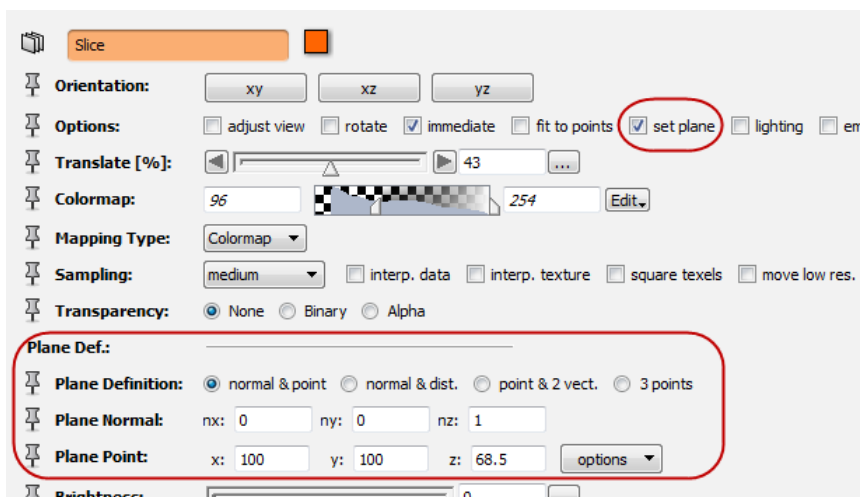 Slice
Orientation: xy xz yz
Options: adjust view rotate immediate fit to points set plane lighting
Translate [%]: 43 ...
Colormap: 96 254 Edit
Mapping Type: Colormap
Sampling: medium interp. data interp. texture square texels move low res.
Transparency: None Binary Alpha
Plane Def.:
Plane Definition: normal & point normal & dist. point & 2 vect. 3 points
Plane Normal: nx: 0 ny: 0 nz: 1
Plane Point: x: 100 y: 100 z: 68.5 options
Brightness: 0